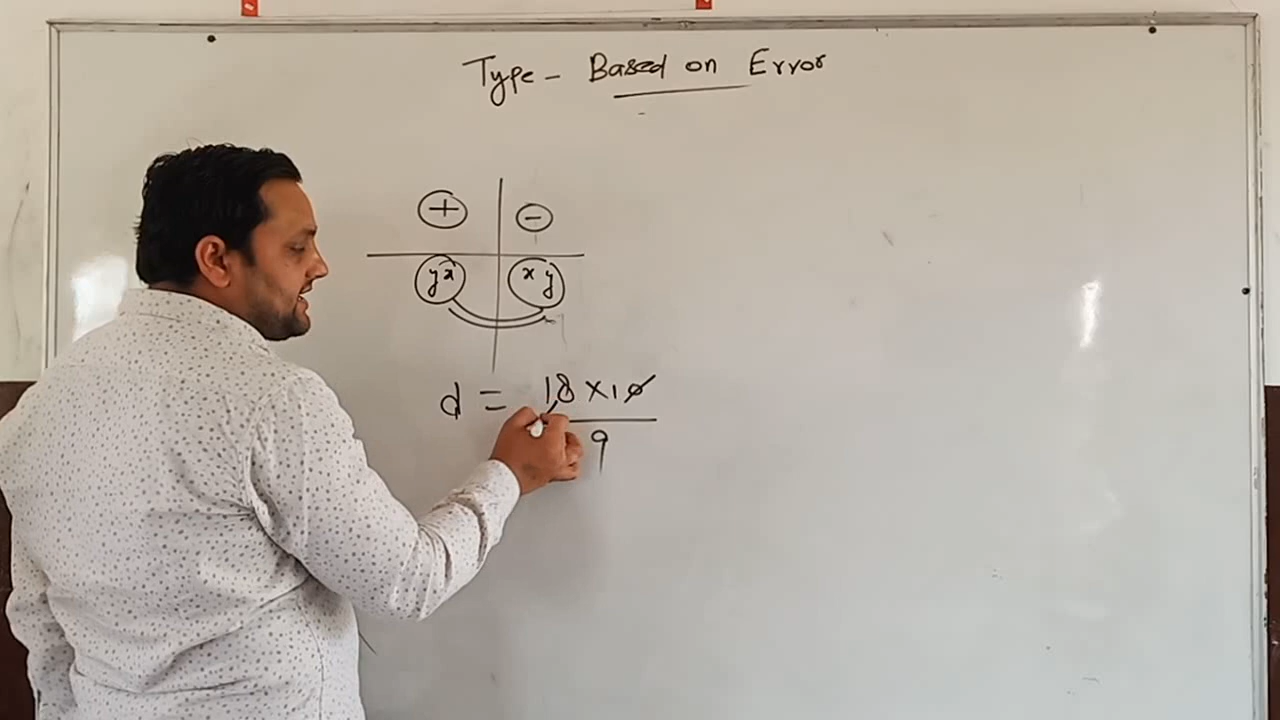 Type - Based on Error
+ -
yx xy
d = 18 × 10
9